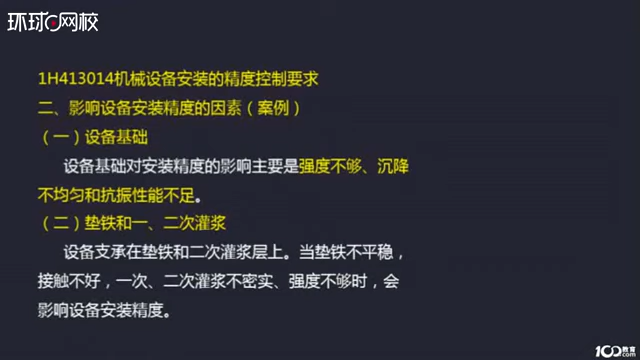 环球网校
1H413014机械设备安装的精度控制要求
二、影响设备安装精度的因素（案例）
（一）设备基础
设备基础对安装精度的影响主要是强度不够、沉降
不均匀和抗振性能不足。
（二）垫铁和一、二次灌浆
设备支承在垫铁和二次灌浆层上。当垫铁不平稳，
接触不好，一次、二次灌浆不密实、强度不够时，会
影响设备安装精度。
100教育.com